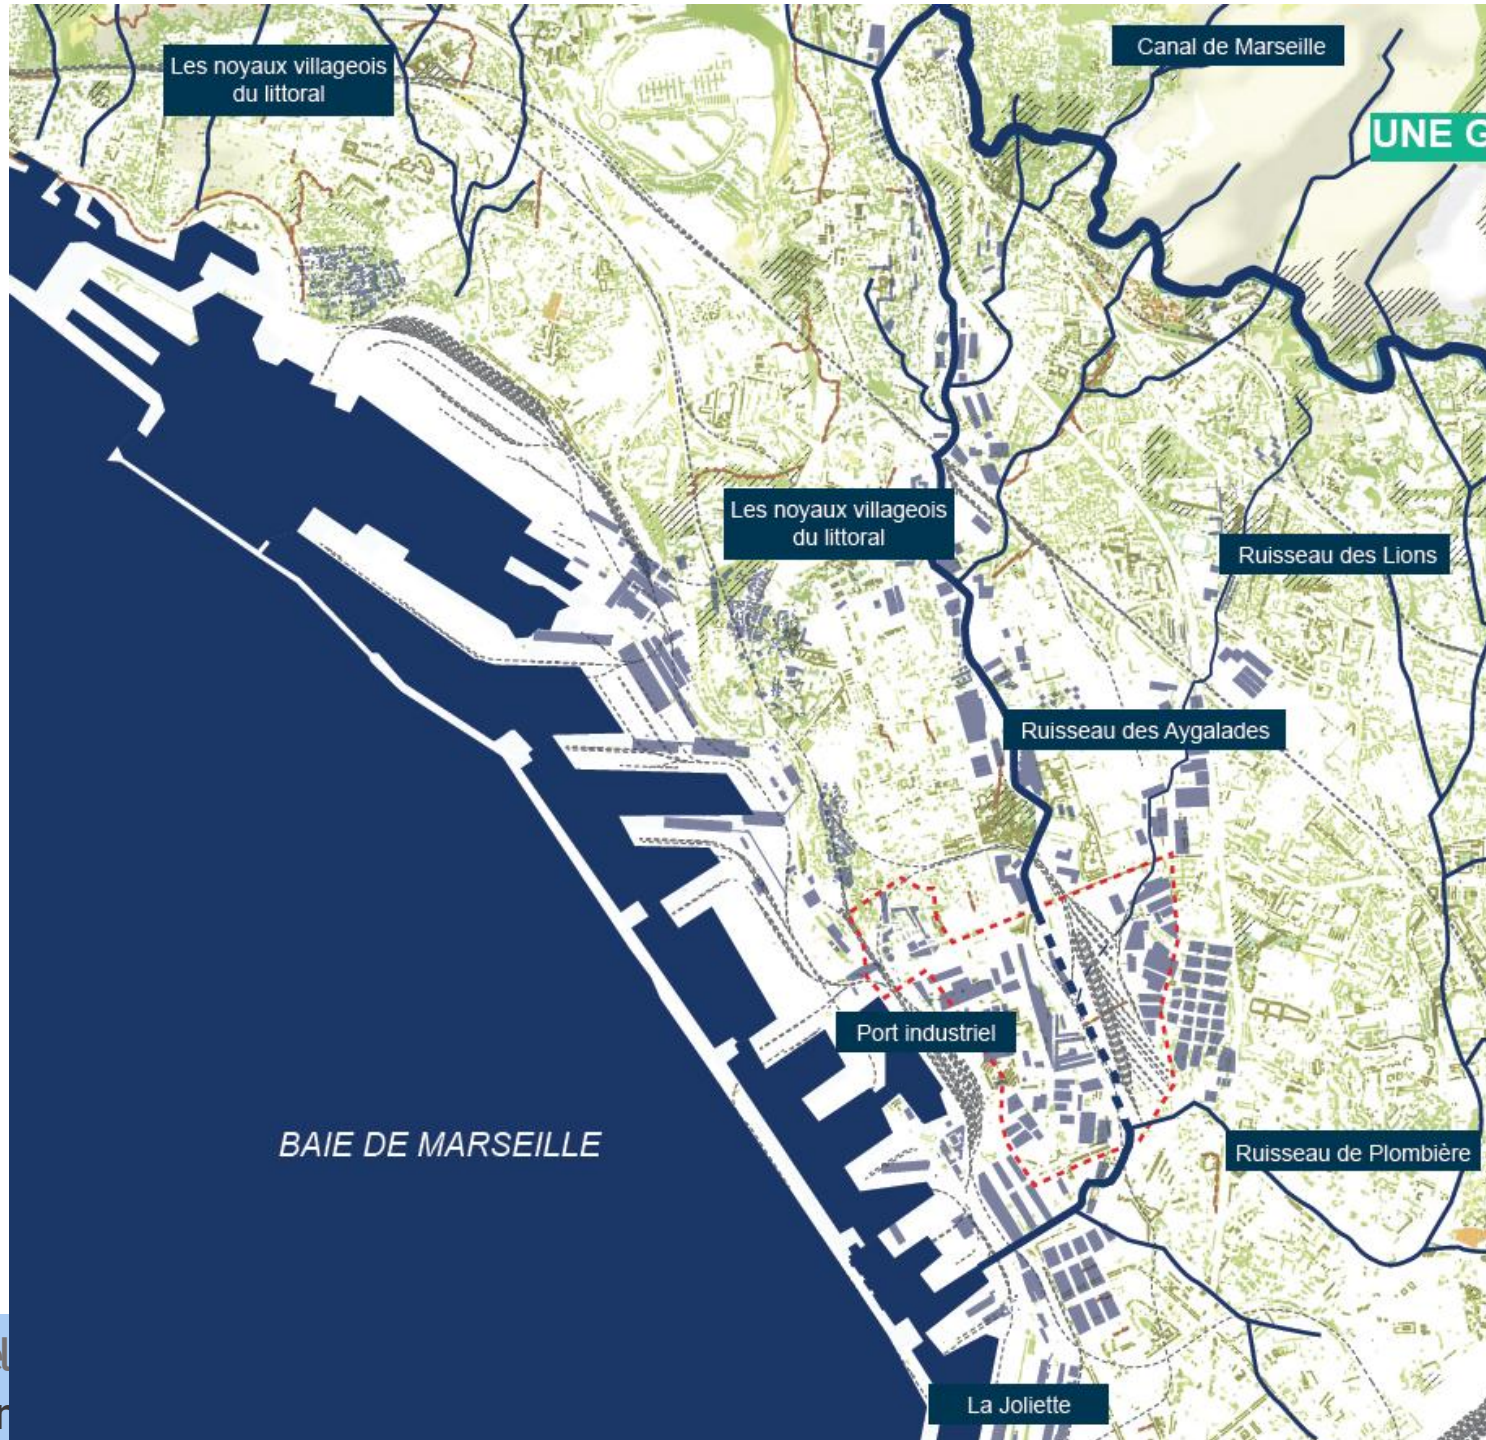 Les noyaux villageois
du littoral
Canal de Marseille
UNE G
Les noyaux villageois
du littoral
Ruisseau des Lions
Ruisseau des Aygalades
Port industriel
BAIE DE MARSEILLE
Ruisseau de Plombière
La Joliette